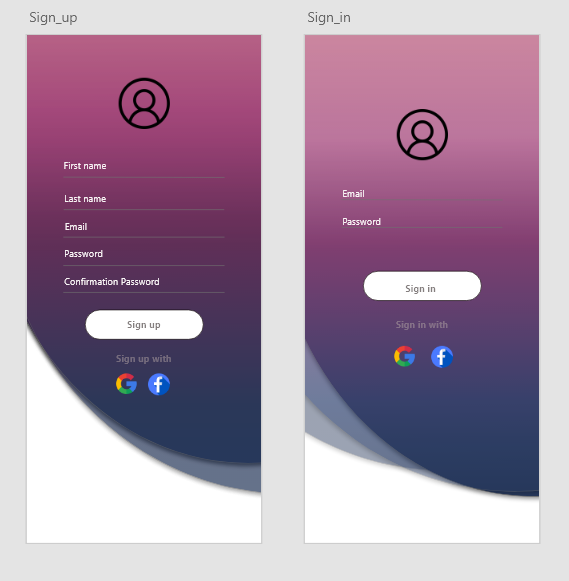 Sign_up
First name
Last name
Email
Password
Confirmation Password
Sign up
Sign up with
Sign_in
Email
Password
Sign in
Sign in with